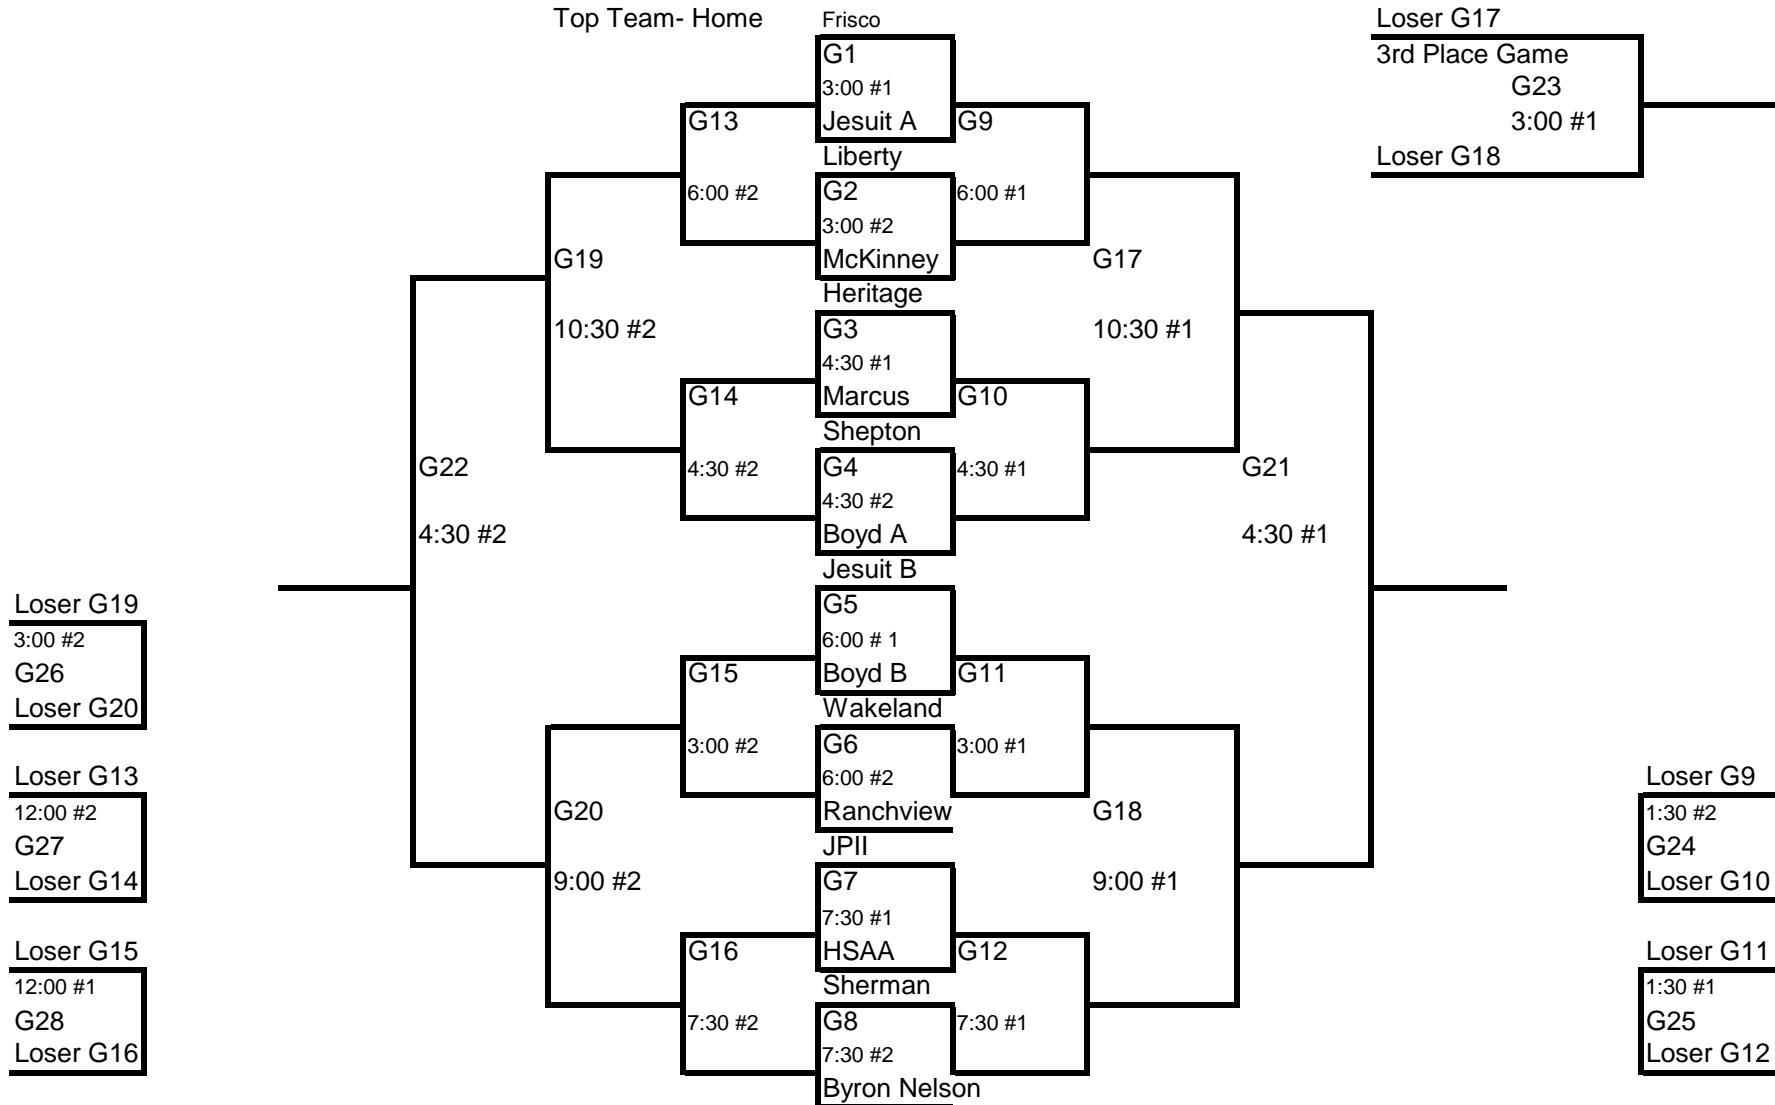 Top Team- Home
Frisco
G1
3:00 #1
Jesuit A
Liberty
G2
3:00 #2
McKinney
Heritage
G3
4:30 #1
Marcus
Shepton
G4
4:30 #2
Boyd A
Jesuit B
G5
6:00 # 1
Boyd B
Wakeland
G6
6:00 #2
Ranchview
JPII
G7
7:30 #1
HSAA
Sherman
G8
7:30 #2
Byron Nelson
G13
6:00 #2
G14
4:30 #2
G15
3:00 #2
G16
7:30 #2
G19
10:30 #2
G20
9:00 #2
G22
4:30 #2
Loser G19
3:00 #2
G26
Loser G20
Loser G13
12:00 #2
G27
Loser G14
Loser G15
12:00 #1
G28
Loser G16
G9
6:00 #1
G10
4:30 #1
G11
3:00 #1
G12
7:30 #1
G17
10:30 #1
G18
9:00 #1
G21
4:30 #1
Loser G17
3rd Place Game
G23
3:00 #1
Loser G18
Loser G9
1:30 #2
G24
Loser G10
Loser G11
1:30 #1
G25
Loser G12